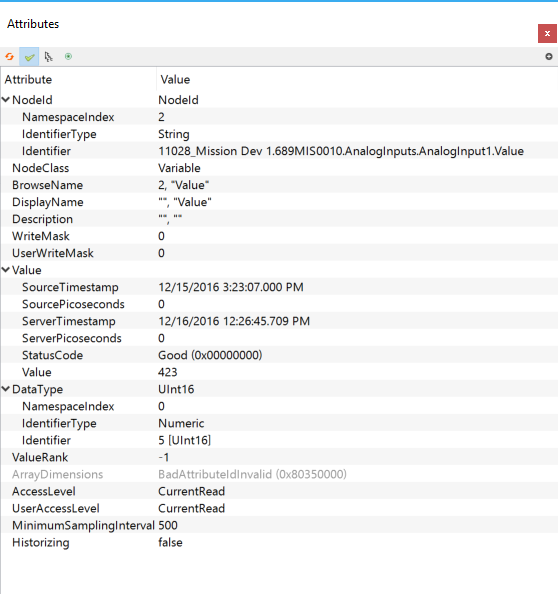 Attributes
x
Attribute Value
NodeId NodeId
NamespaceIndex 2
IdentifierType String
Identifier 11028_Mission Dev 1.689MIS0010.AnalogInputs.AnalogInput1.Value
NodeClass Variable
BrowseName 2, "Value"
DisplayName "", "Value"
Description "", ""
WriteMask 0
UserWriteMask 0
Value
SourceTimestamp 12/15/2016 3:23:07.000 PM
SourcePicoseconds 0
ServerTimestamp 12/16/2016 12:26:45.709 PM
ServerPicoseconds 0
StatusCode Good (0x00000000)
Value 423
DataType UInt16
NamespaceIndex 0
IdentifierType Numeric
Identifier 5 [UInt16]
ValueRank -1
ArrayDimensions BadAttributeIdInvalid (0x80350000)
AccessLevel CurrentRead
UserAccessLevel CurrentRead
MinimumSamplingInterval 500
Historizing false